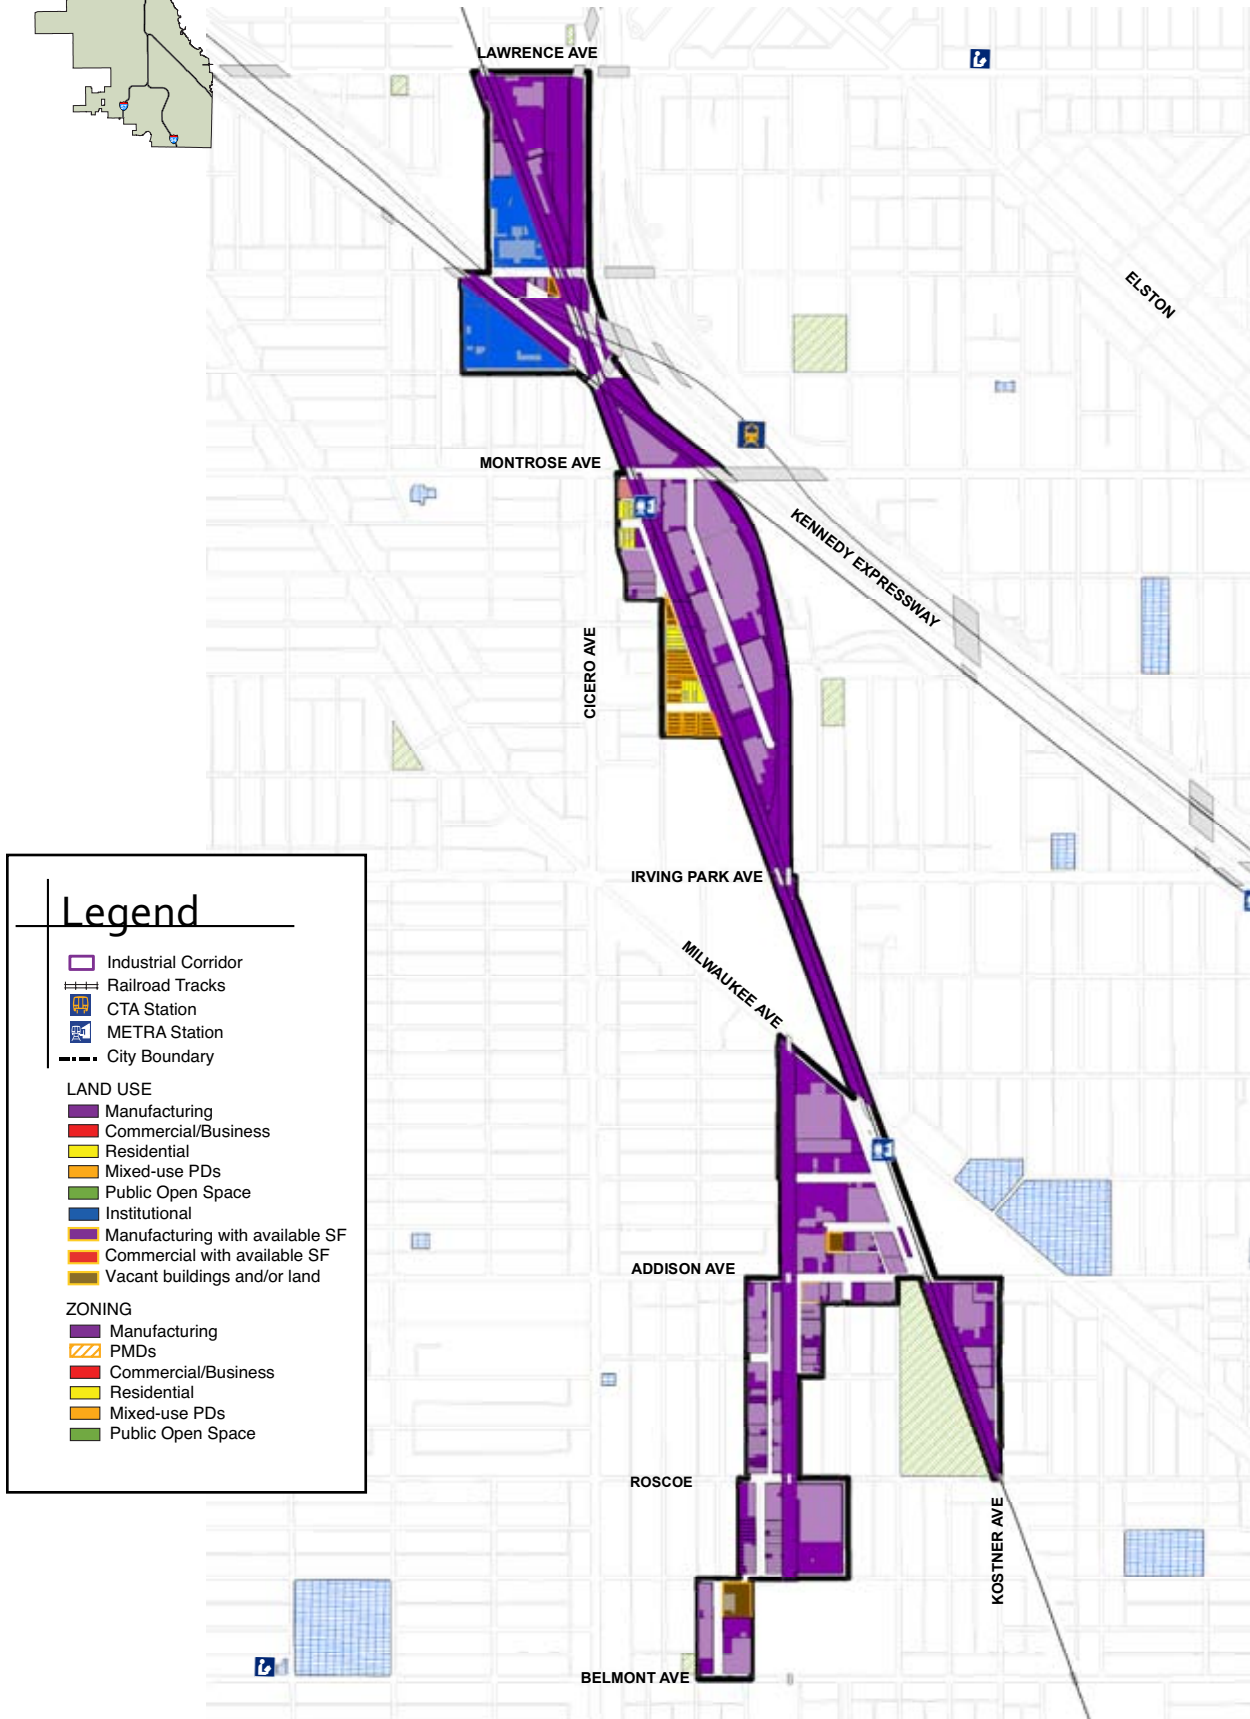 LAWRENCE AVE
ELSTON
MONTROSE AVE
KENNEDY EXPRESSWAY
CICERO AVE
IRVING PARK AVE
MILWAUKEE AVE
ADDISON AVE
ROSCOE
KOSTNER AVE
BELMONT AVE
Legend
Industrial Corridor
Railroad Tracks
CTA Station
METRA Station
City Boundary
LAND USE
Manufacturing
Commercial/Business
Residential
Mixed-use PDs
Public Open Space
Institutional
Manufacturing with available SF
Commercial with available SF
Vacant buildings and/or land
ZONING
Manufacturing
PMDs
Commercial/Business
Residential
Mixed-use PDs
Public Open Space